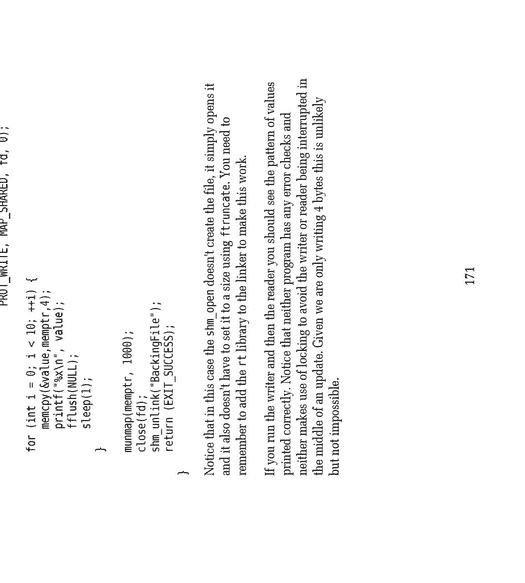 PROT_WRITE, MAP_SHARED, fd, 0);
for (int i = 0; i < 10; ++i) {
memcpy(&value,memptr,4);
printf("%x\n", value);
fflush(NULL);
sleep(1);
}
munmap(memptr, 1000);
close(fd);
shm_unlink("BackingFile");
return (EXIT_SUCCESS);
}
Notice that in this case the shm_open doesn't create the file, it simply opens it
and it also doesn't have to set it to a size using ftruncate. You need to
remember to add the rt library to the linker to make this work.
If you run the writer and then the reader you should see the pattern of values
printed correctly. Notice that neither program has any error checks and
neither makes use of locking to avoid the writer or reader being interrupted in
the middle of an update. Given we are only writing 4 bytes this is unlikely
but not impossible.
171